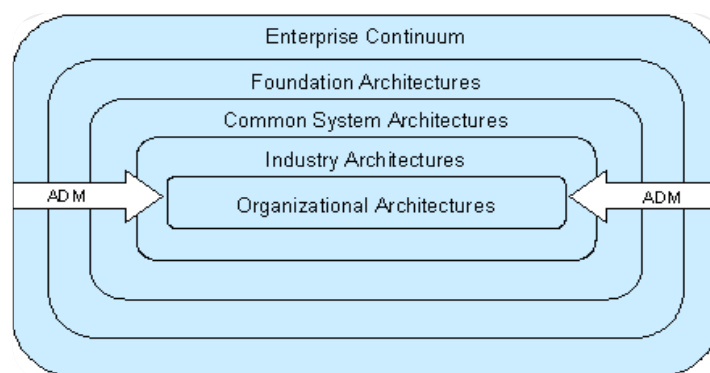 Enterprise Continuum
Foundation Architectures
Common System Architectures
Industry Architectures
ADM
Organizational Architectures
ADM